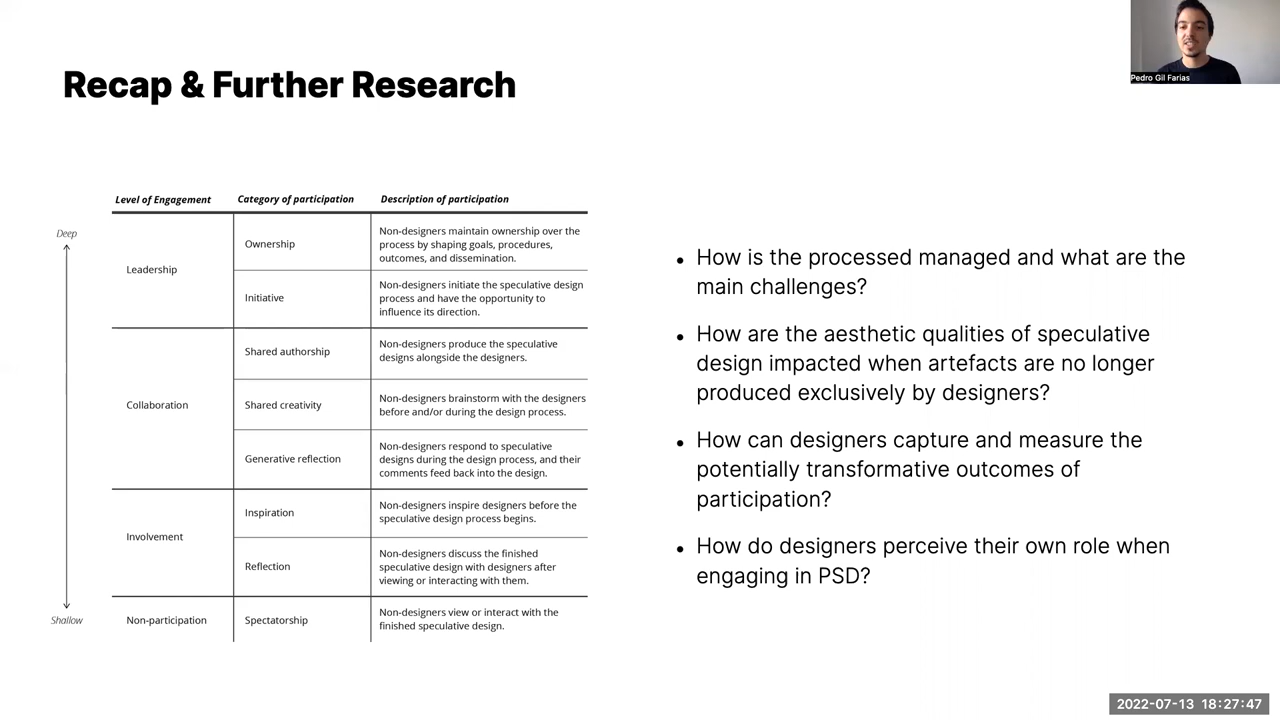 Pedro Gil Farias
Recap & Further Research
Level of Engagement
Category of participation
Description of participation
Deep
Shallow
Leadership
Ownership
Non-designers maintain ownership over the
process by shaping goals, procedures,
outcomes, and dissemination.
Initiative
Non-designers initiate the speculative design
process and have the opportunity to
influence its direction.
Collaboration
Shared authorship
Non-designers produce the speculative
designs alongside the designers.
Shared creativity
Non-designers brainstorm with the designers
before and/or during the design process.
Generative reflection
Non-designers respond to speculative
designs during the design process, and their
comments feed back into the design.
Involvement
Inspiration
Non-designers inspire designers before the
speculative design process begins.
Reflection
Non-designers discuss the finished
speculative design with designers after
viewing or interacting with them.
Non-participation
Spectatorship
Non-designers view or interact with the
finished speculative design.
• How is the processed managed and what are the
main challenges?
• How are the aesthetic qualities of speculative
design impacted when artefacts are no longer
produced exclusively by designers?
• How can designers capture and measure the
potentially transformative outcomes of
participation?
• How do designers perceive their own role when
engaging in PSD?
2022-07-13 18:27:47